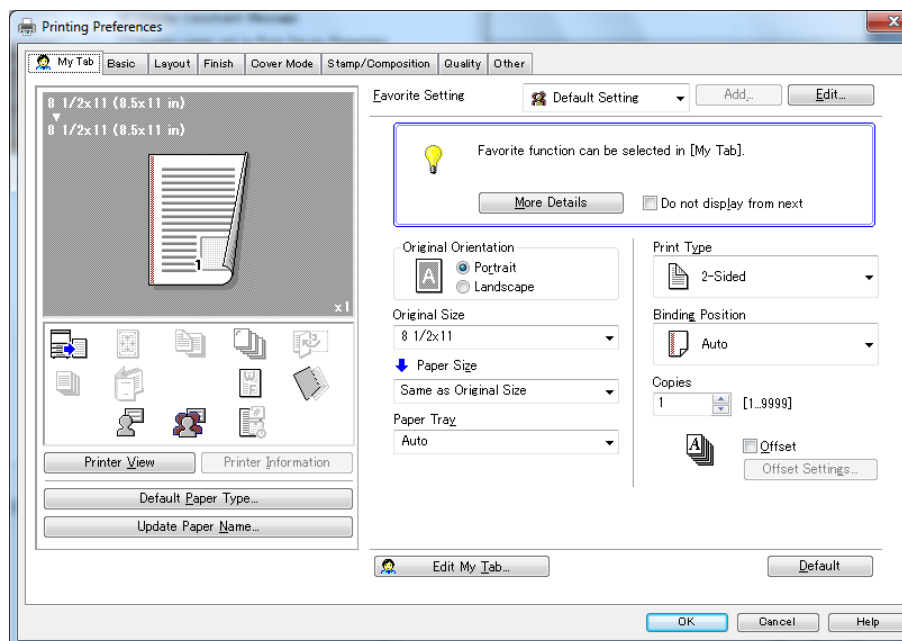 Display Constraint Message
Printing Preferences
My Tab
Basic
Layout
Finish
Cover Mode
Stamp/Composition
Quality
Other
8 1/2x11 (8.5x11 in)
8 1/2x11 (8.5x11 in)
1
x1
Printer View
Printer Information
Default Paper Type...
Update Paper Name...
Favorite Setting
Default Setting
Add...
Edit...
Favorite function can be selected in [My Tab].
More Details
Do not display from next
Original Orientation
A
Portrait
Landscape
Original Size
8 1/2x11
Paper Size
Same as Original Size
Paper Tray
Auto
Print Type
2-Sided
Binding Position
Auto
Copies
1
[1...9999]
A
Offset
Offset Settings...
Edit My Tab...
Default
OK
Cancel
Help